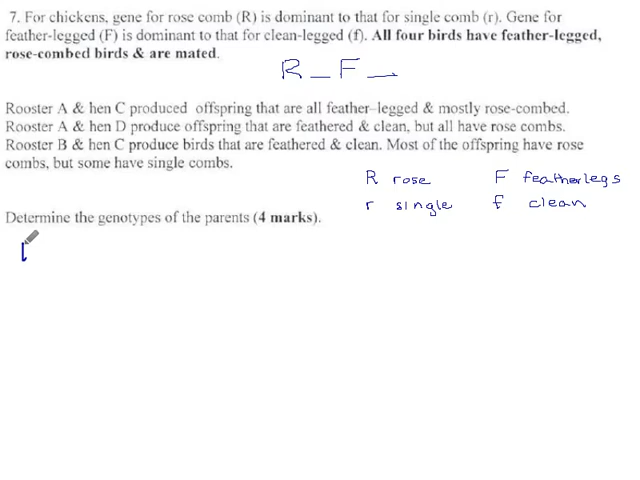 7. For chickens, gene for rose comb (R) is dominant to that for single comb (r). Gene for
feather-legged (F) is dominant to that for clean-legged (f). All four birds have feather-legged,
rose-combed birds & are mated.
R _ F _
Rooster A & hen C produced offspring that are all feather-legged & mostly rose-combed.
Rooster A & hen D produce offspring that are feathered & clean, but all have rose combs.
Rooster B & hen C produce birds that are feathered & clean. Most of the offspring have rose
combs, but some have single combs.
R rose F featherlegs
r single f clean
Determine the genotypes of the parents (4 marks).